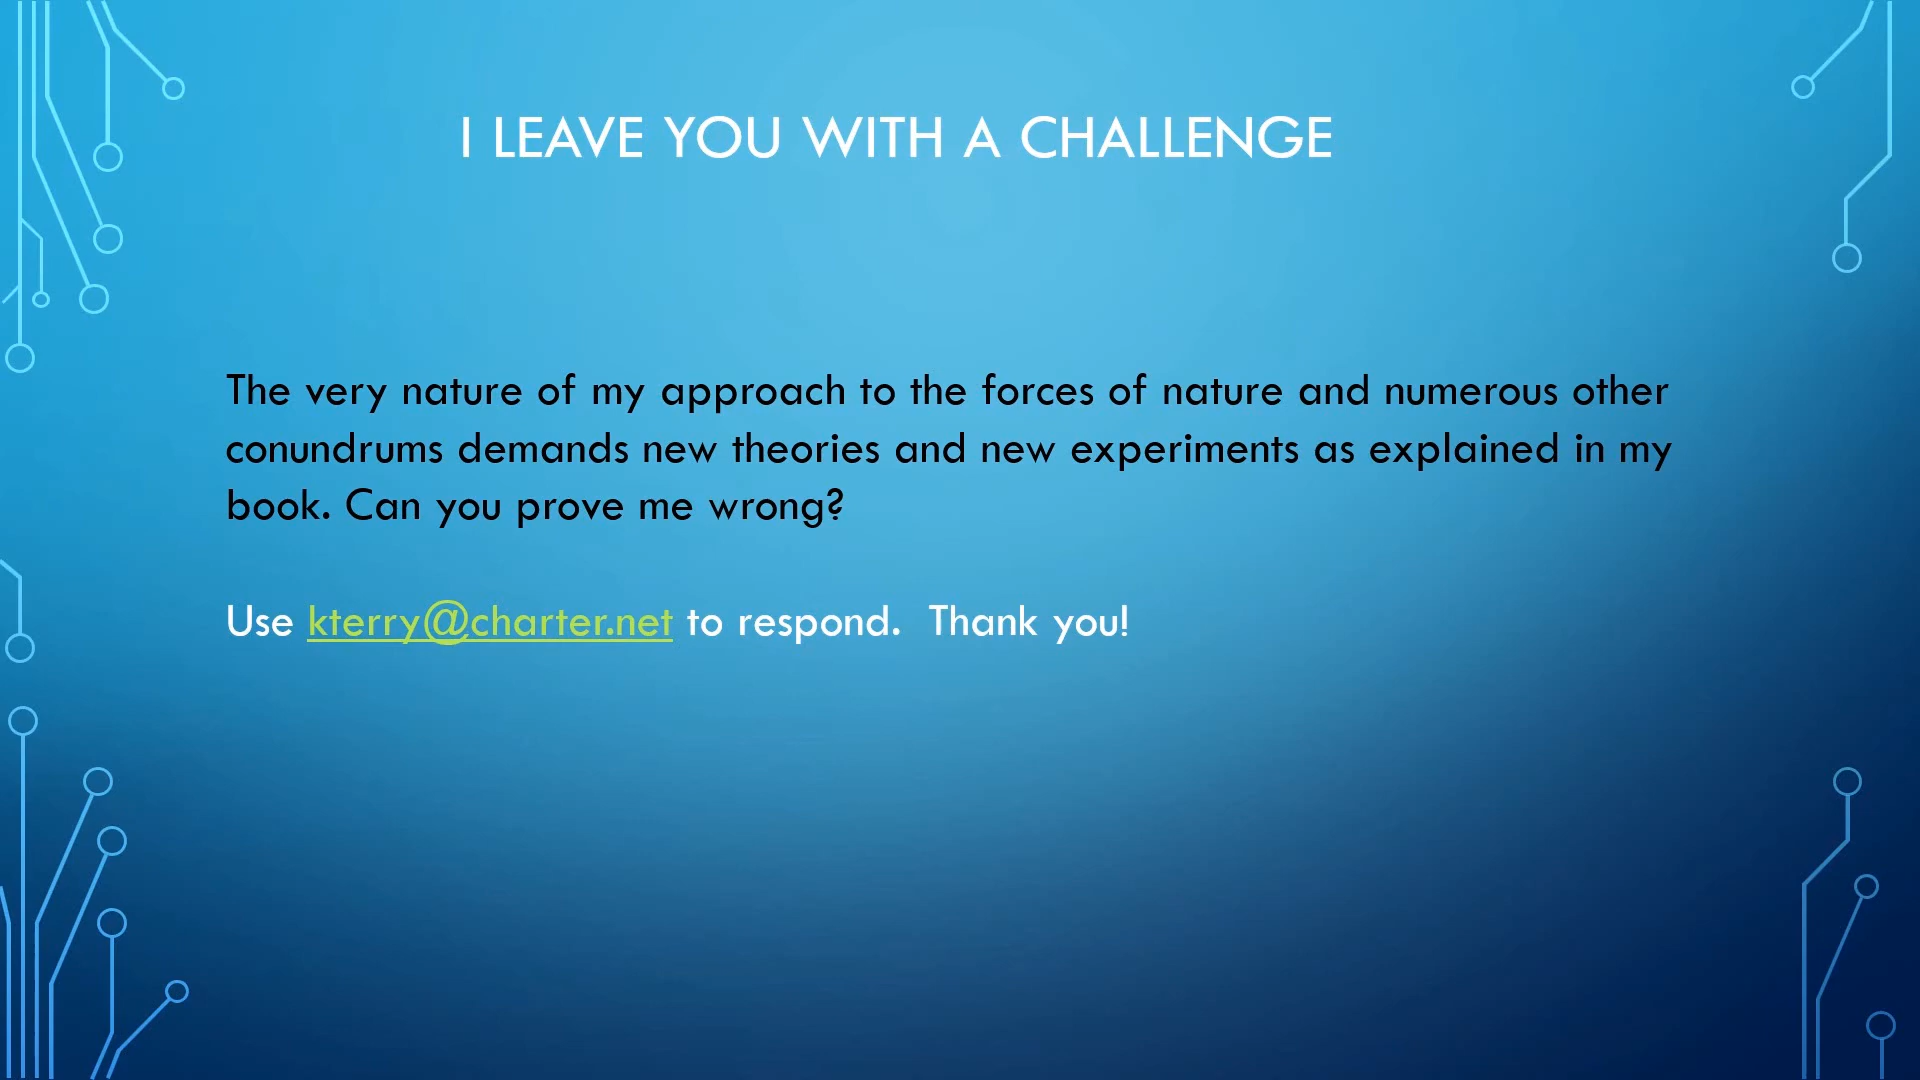 I LEAVE YOU WITH A CHALLENGE
The very nature of my approach to the forces of nature and numerous other
conundrums demands new theories and new experiments as explained in my
book. Can you prove me wrong?
Use kterry@charter.net to respond.  Thank you!